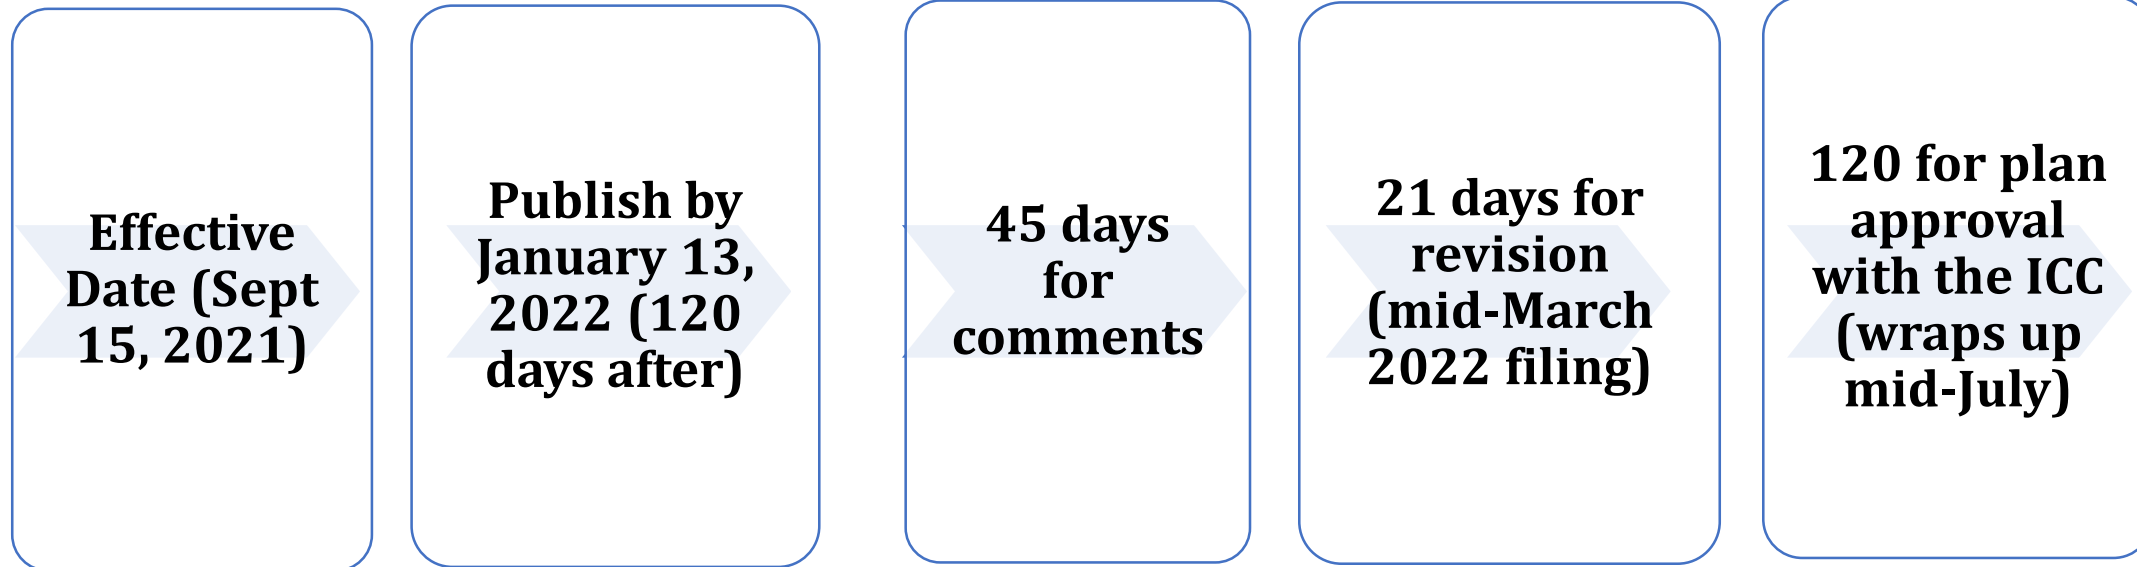 Effective
Date (Sept
15, 2021)
Publish by
January 13,
2022 (120
days after)
45 days
for
comments
21 days for
revision
(mid-March
2022 filing)
120 for plan
approval
with the ICC
(wraps up
mid-July)